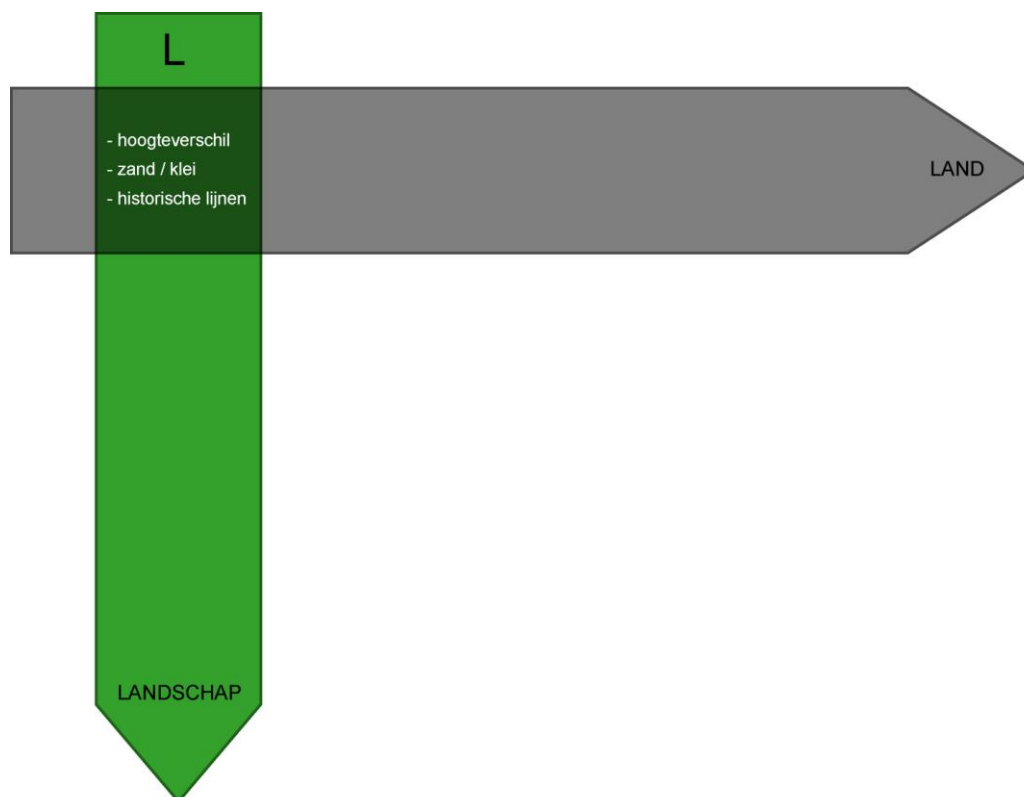 L
- hoogteverschil
- zand / klei
- historische lijnen
LAND
LANDSCHAP